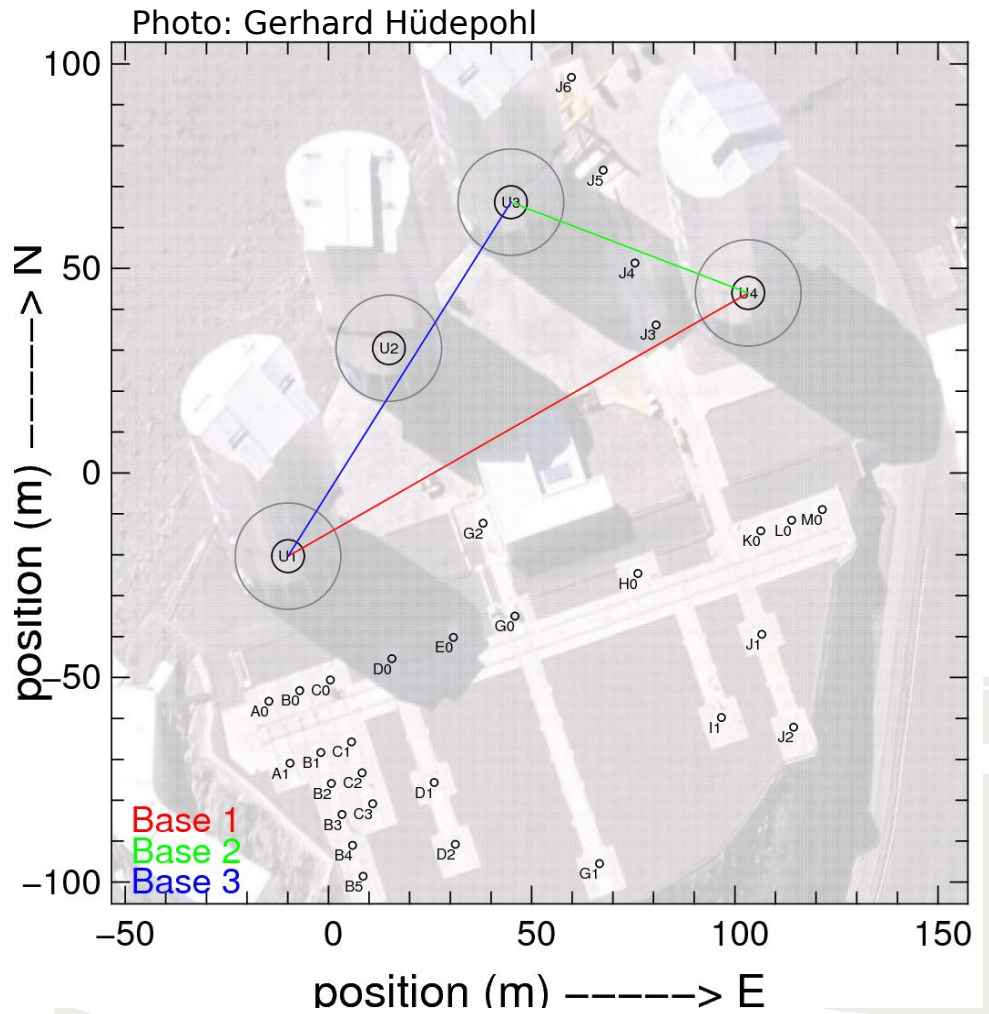 Photo: Gerhard Hüdepohl
100
50
0
−50
−100
position (m) −−−−−> N
J6
J5
U3
J4
U4
J3
U2
G2
M0
L0
K0
U1
H0
G0
E0
J1
D0
C0
B0
A0
I1
J2
C1
B1
A1
C2
B2
D1
C3
B3
D2
B4
G1
B5
Base 1
Base 2
Base 3
−50
0
50
100
150
position (m) −−−−−> E